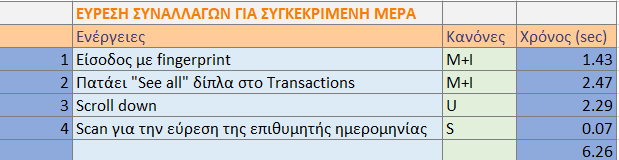 ΕΥΡΕΣΗ ΣΥΝΑΛΛΑΓΩΝ ΓΙΑ ΣΥΓΚΕΚΡΙΜΕΝΗ ΜΕΡΑ
Ενέργειες Κανόνες Χρόνος (sec)
1 Είσοδος με fingerprint M+I 1.43
2 Πατάει "See all" δίπλα στο Transactions M+I 2.47
3 Scroll down U 2.29
4 Scan για την εύρεση της επιθυμητής ημερομηνίας S 0.07
6.26